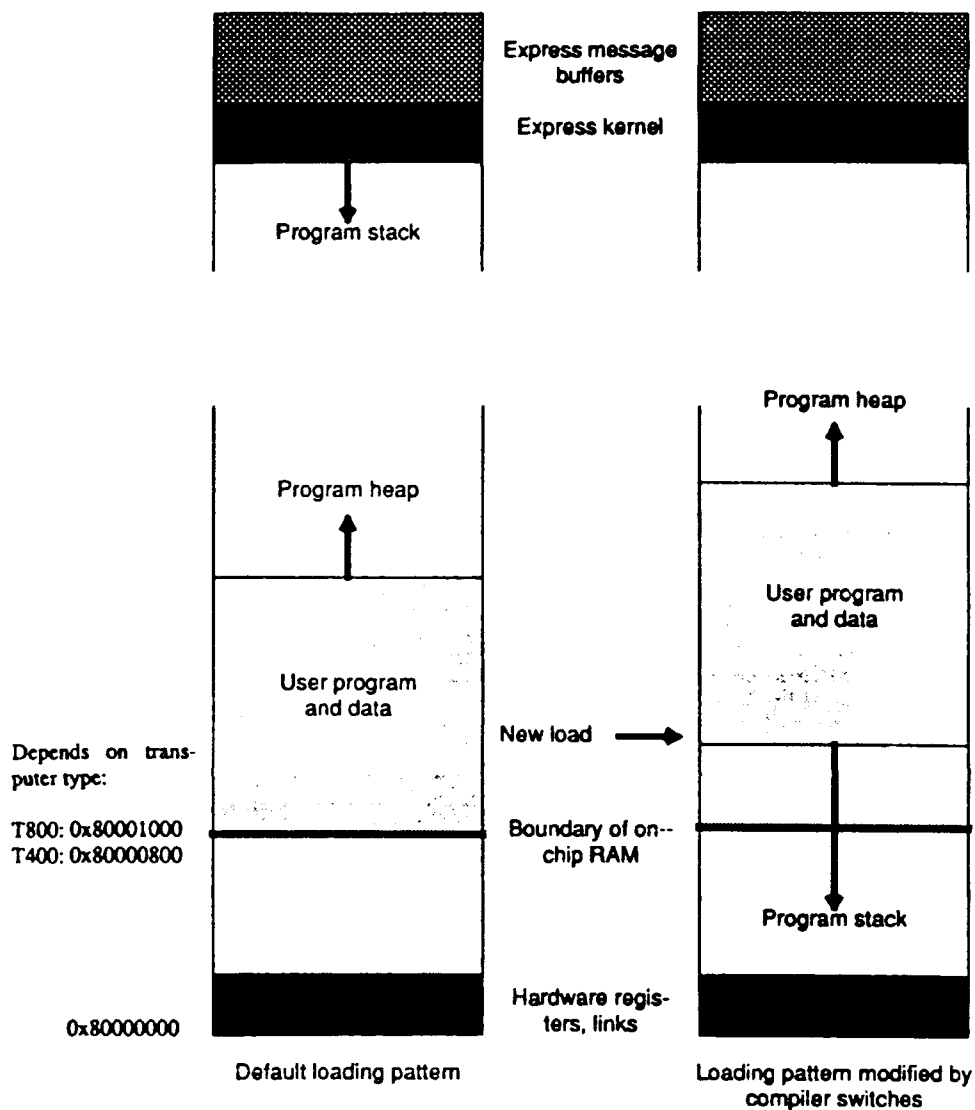 Express message
buffers
Express kernel
Program stack
Program heap
Program heap
User program
and data
User program
and data
New load
Depends on trans-
puter type:
T800: 0x80001000
T400: 0x80000800
Boundary of on--
chip RAM
Program stack
Hardware regis-
ters, links
0x80000000
Default loading pattern
Loading pattern modified by
compiler switches